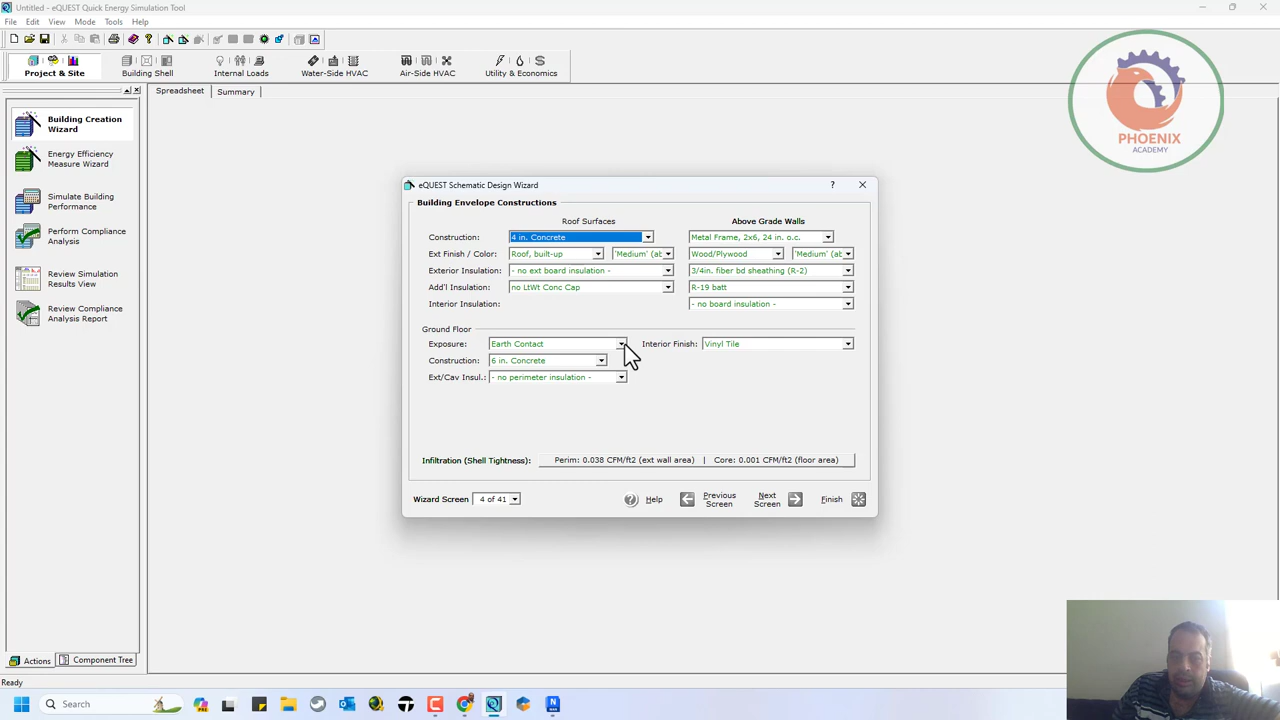 Untitled - eQUEST Quick Energy Simulation Tool
File Edit View Mode Tools Help
Project & Site Building Shell Internal Loads Water-Side HVAC Air-Side HVAC Utility & Economics
Spreadsheet Summary
Building Creation
Wizard
Energy Efficiency
Measure Wizard
Simulate Building
Performance
Perform Compliance
Analysis
Review Simulation
Results View
Review Compliance
Analysis Report
Actions Component Tree
PHOENIX
ACADEMY
eQUEST Schematic Design Wizard
Building Envelope Constructions
Roof Surfaces Above Grade Walls
Construction: 4 in. Concrete Metal Frame, 2x6, 24 in. o.c.
Ext Finish / Color: Roof, built-up 'Medium' (ab Wood/Plywood 'Medium' (ab
Exterior Insulation: - no ext board insulation - 3/4in. fiber bd sheathing (R-2)
Add'l Insulation: no LtWt Conc Cap R-19 batt
Interior Insulation: - no board insulation -
Ground Floor
Exposure: Earth Contact Interior Finish: Vinyl Tile
Construction: 6 in. Concrete
Ext/Cav Insul.: - no perimeter insulation -
Infiltration (Shell Tightness): Perim: 0.038 CFM/ft2 (ext wall area) | Core: 0.001 CFM/ft2 (floor area)
Wizard Screen 4 of 41 Help Previous Screen Next Screen Finish
Ready
Search